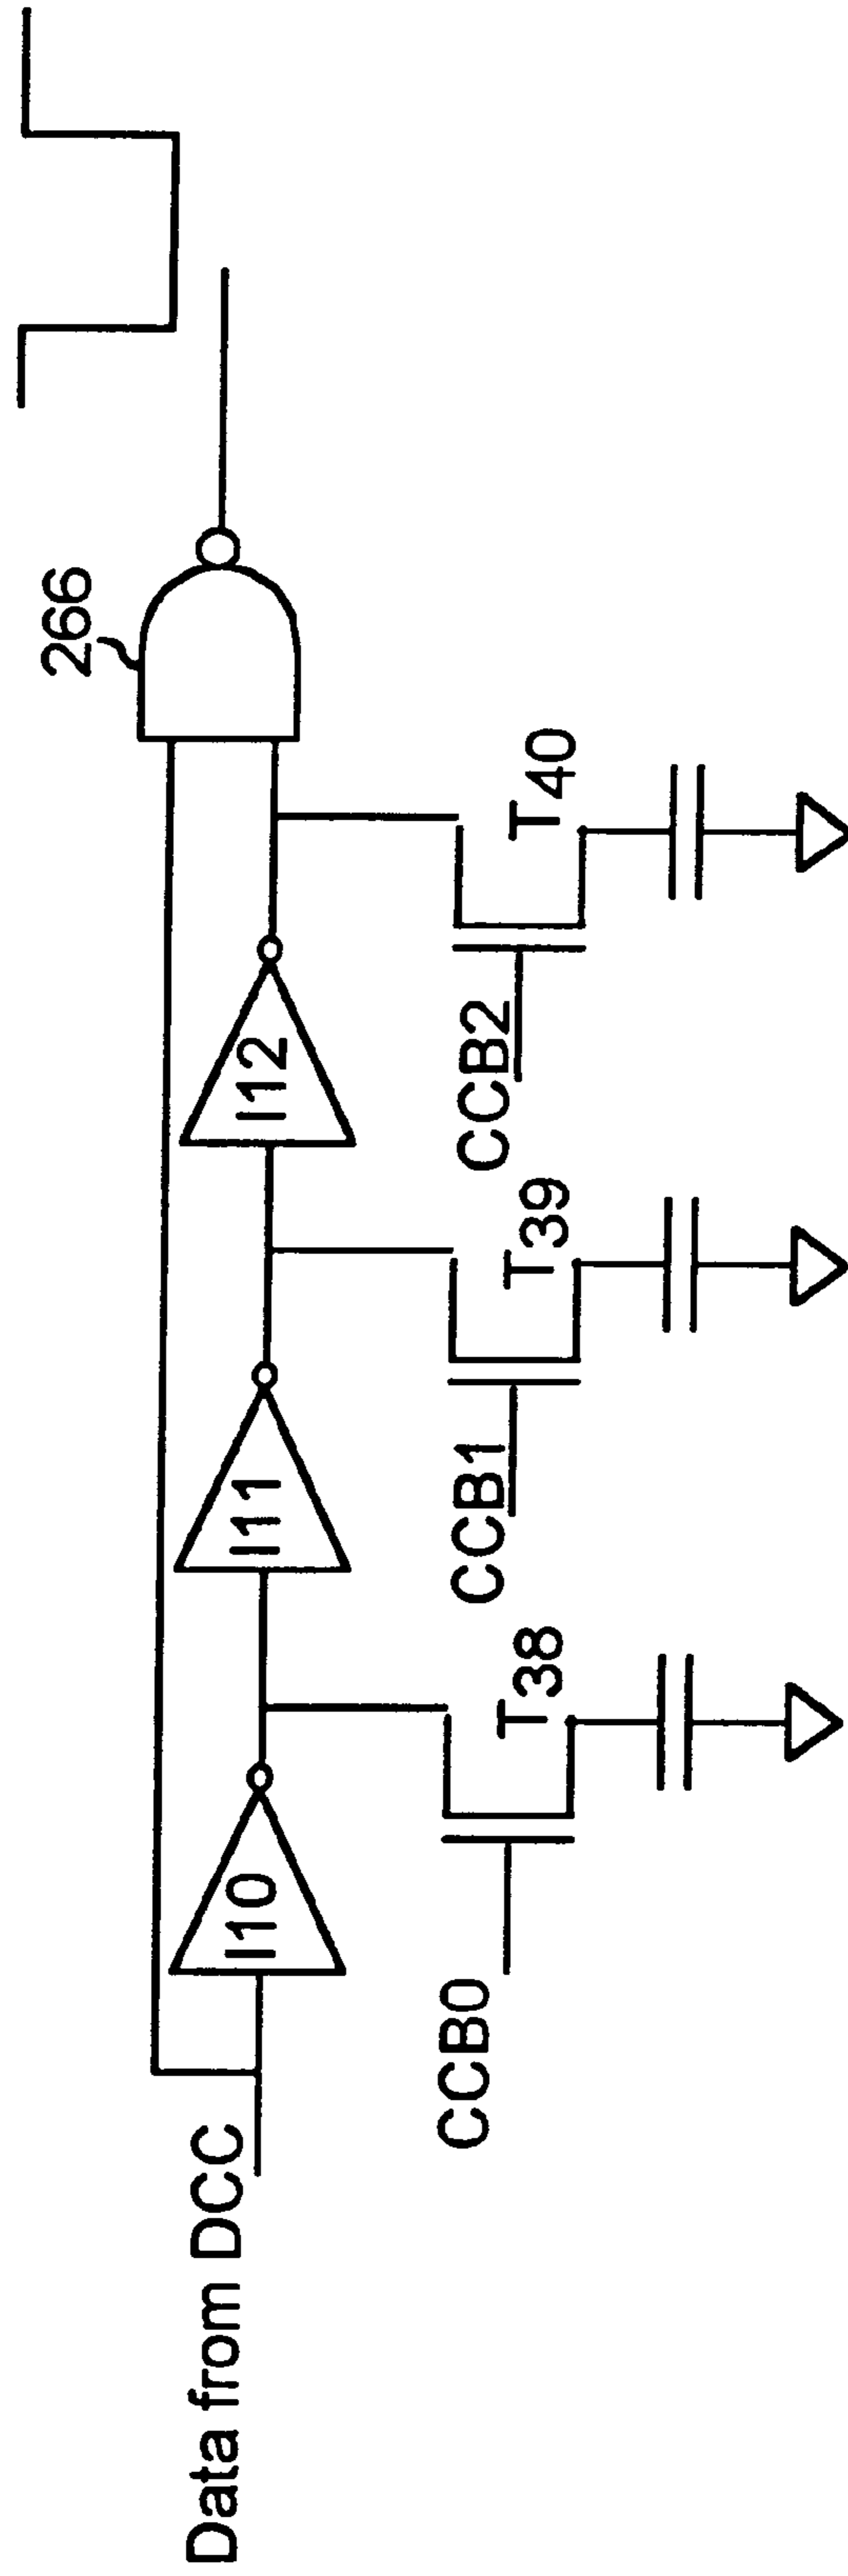 266
Data from DCC
I10
I11
I12
CCB0
T38
CCB1
T39
CCB2
T40